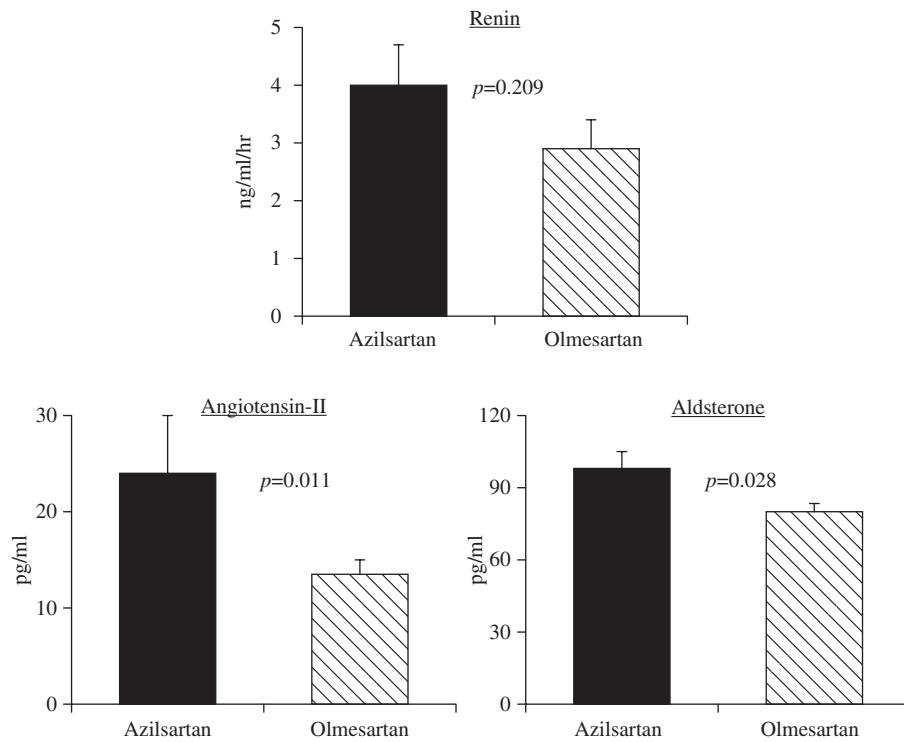 Renin
5
4
3
2
1
0
ng/ml/hr
p=0.209
Azilsartan
Olmesartan
Angiotensin-II
30
20
10
0
pg/ml
p=0.011
Azilsartan
Olmesartan
Aldsterone
120
90
60
30
0
pg/ml
p=0.028
Azilsartan
Olmesartan